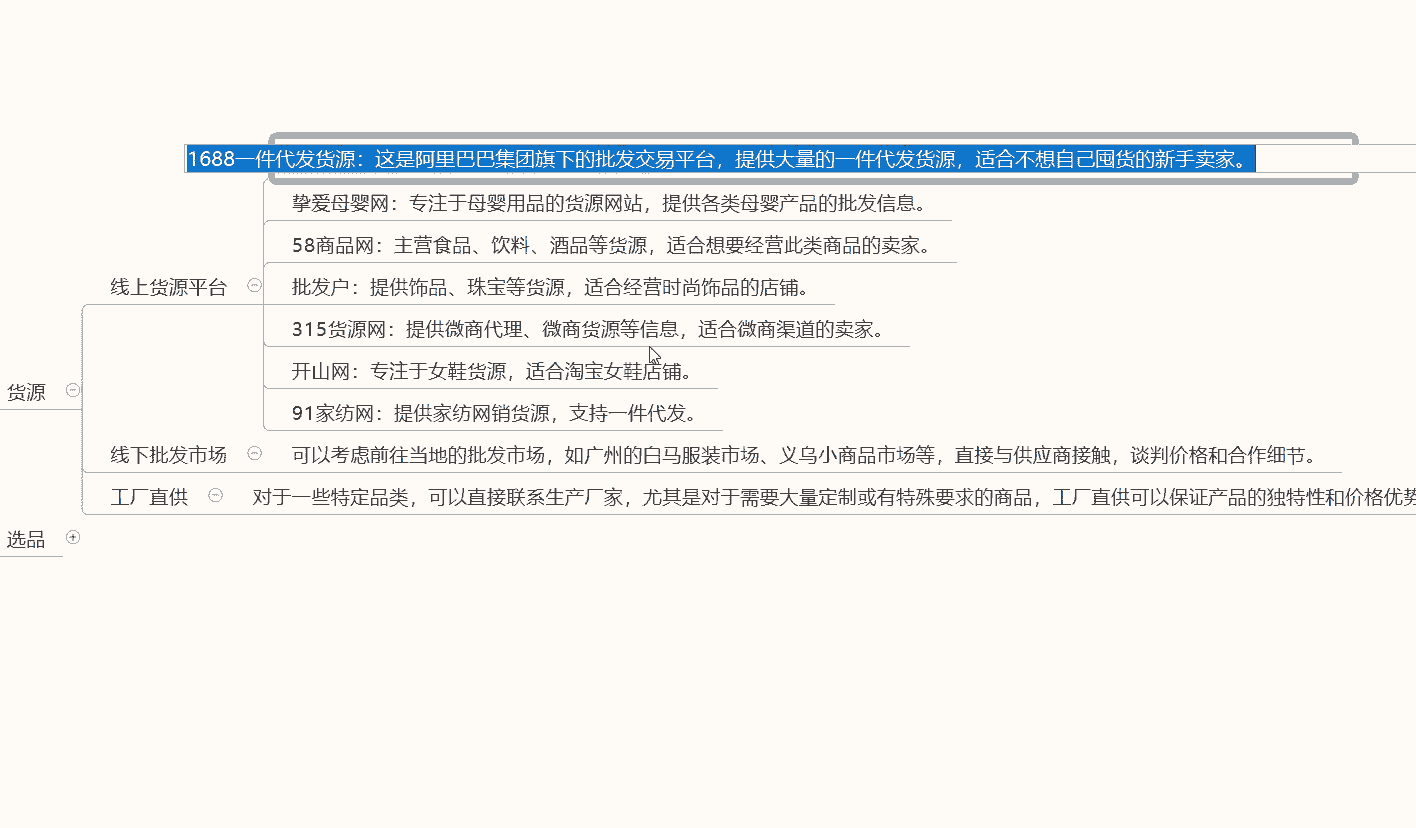 1688一件代发货源：这是阿里巴巴集团旗下的批发交易平台，提供大量的一件代发货源，适合不想自己囤货的新手卖家。
挚爱母婴网：专注于母婴用品的货源网站，提供各类母婴产品的批发信息。
58商品网：主营食品、饮料、酒品等货源，适合想要经营此类商品的卖家。
线上货源平台
批发户：提供饰品、珠宝等货源，适合经营时尚饰品的店铺。
315货源网：提供微商代理、微商货源等信息，适合微商渠道的卖家。
开山网：专注于女鞋货源，适合淘宝女鞋店铺。
货源
91家纺网：提供家纺网销货源，支持一件代发。
线下批发市场
可以考虑前往当地的批发市场，如广州的白马服装市场、义乌小商品市场等，直接与供应商接触，谈判价格和合作细节。
工厂直供
对于一些特定品类，可以直接联系生产厂家，尤其是对于需要大量定制或有特殊要求的商品，工厂直供可以保证产品的独特性和价格优势
选品